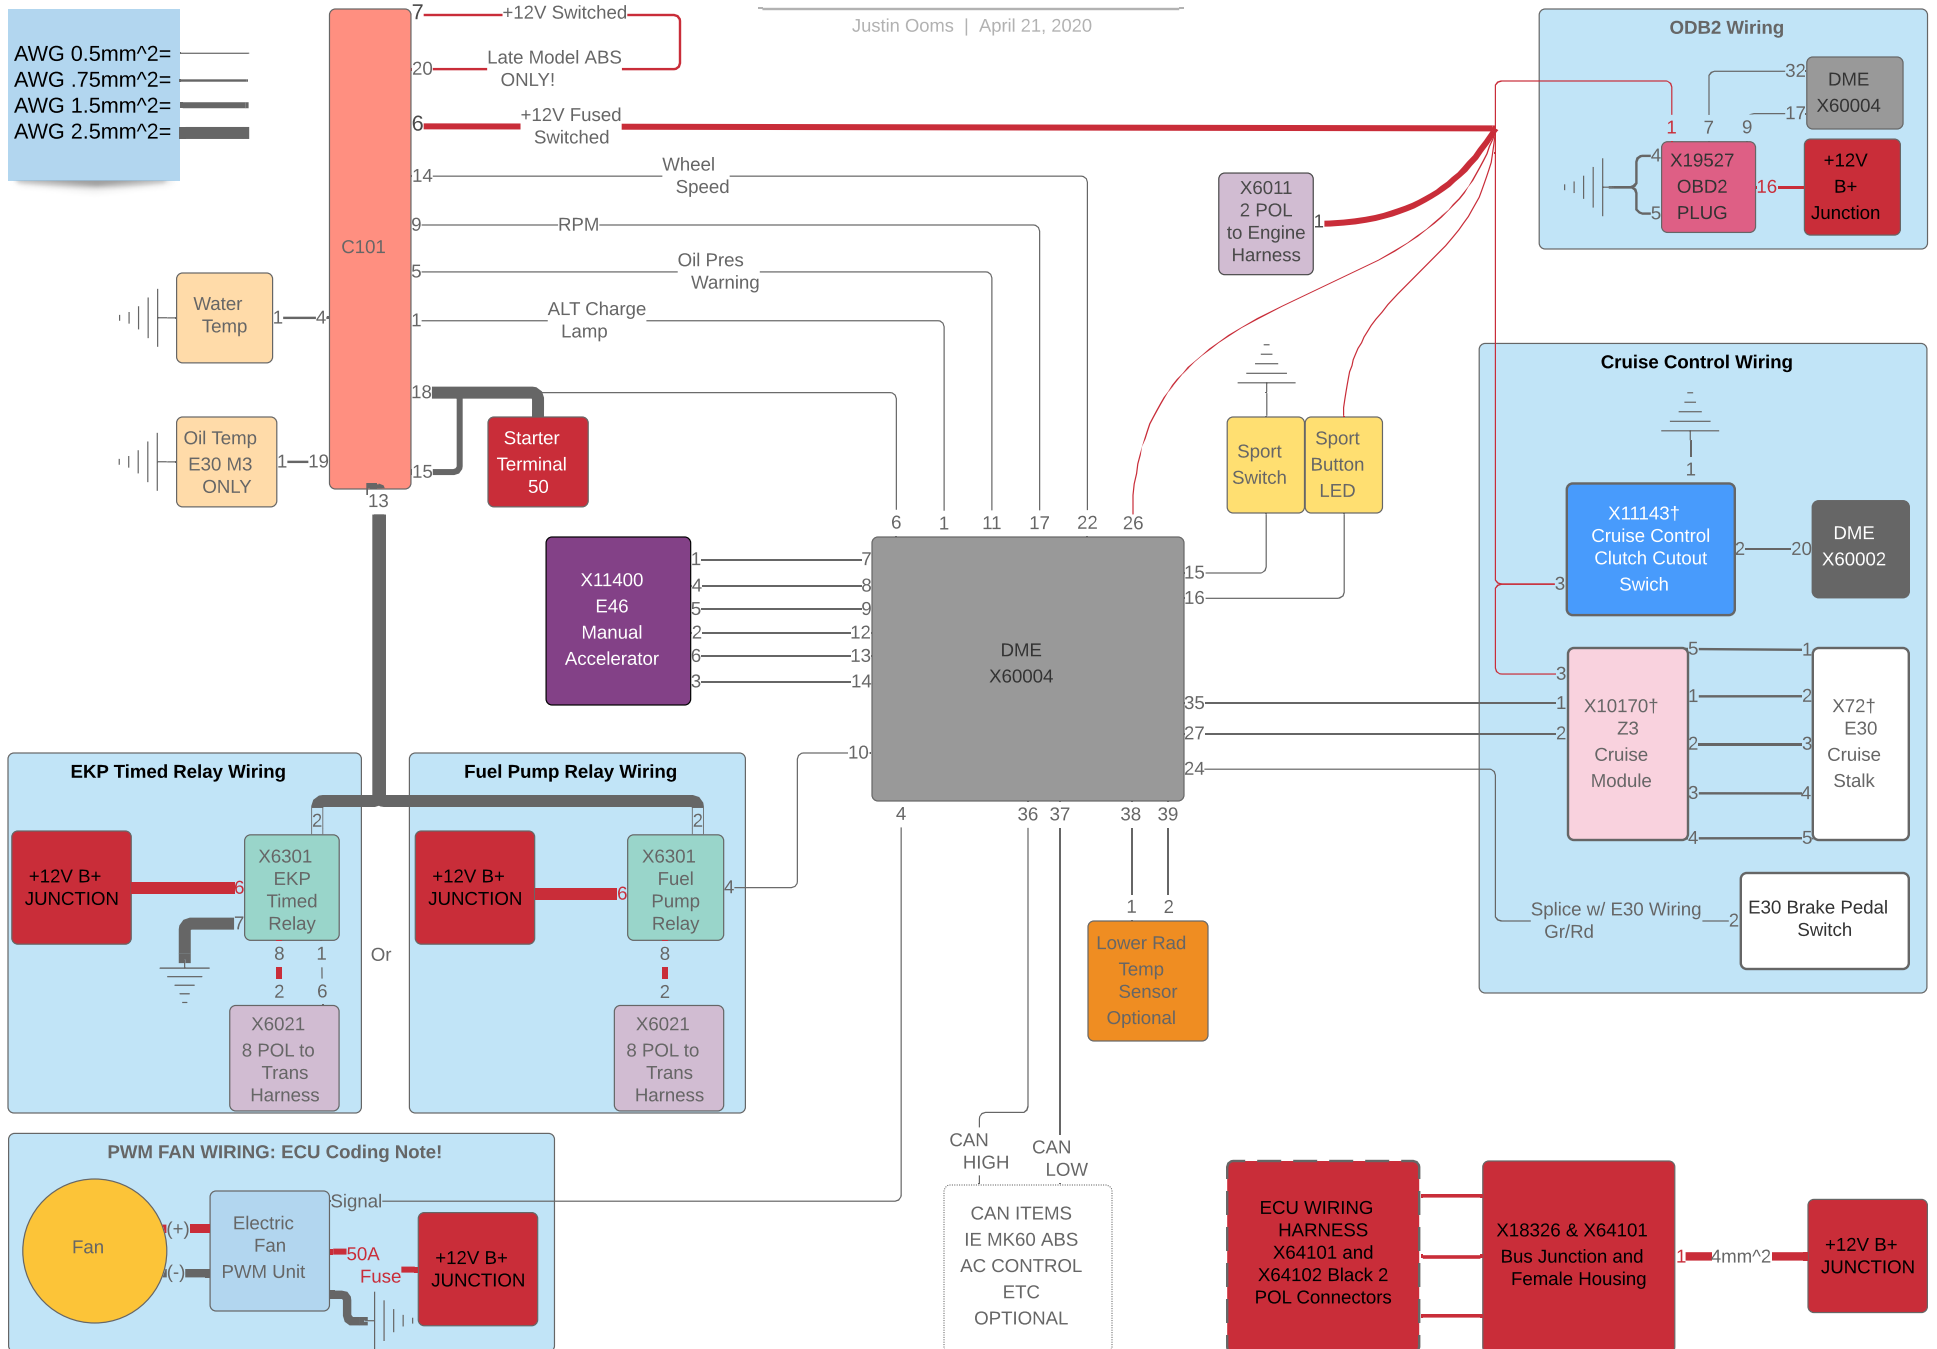 AWG 0.5mm^2=
AWG .75mm^2=
AWG 1.5mm^2=
AWG 2.5mm^2=
Justin Ooms | April 21, 2020
C101
7
+12V Switched
20
Late Model ABS
ONLY!
6
+12V Fused
Switched
14
Wheel
Speed
9
RPM
5
Oil Pres
Warning
1
ALT Charge
Lamp
18
15
13
Water
Temp
1
4
Oil Temp
E30 M3
ONLY
1
19
Starter
Terminal
50
X6011
2 POL
to Engine
Harness
1
ODB2 Wiring
32
DME
X60004
17
1
7
9
4
5
X19527
OBD2
PLUG
16
+12V
B+
Junction
Sport
Switch
Sport
Button
LED
Cruise Control Wiring
1
X11143†
Cruise Control
Clutch Cutout
Swich
3
2
20
DME
X60002
3
1
2
X10170†
Z3
Cruise
Module
5
1
1
2
2
3
3
4
4
5
X72†
E30
Cruise
Stalk
Splice w/ E30 Wiring
Gr/Rd
2
E30 Brake Pedal
Switch
X11400
E46
Manual
Accelerator
1
7
4
8
5
9
2
12
6
13
3
14
6
1
11
17
22
26
DME
X60004
15
16
35
27
24
10
4
36
37
38
39
1
2
Lower Rad
Temp
Sensor
Optional
CAN
HIGH
CAN
LOW
CAN ITEMS
IE MK60 ABS
AC CONTROL
ETC
OPTIONAL
EKP Timed Relay Wiring
+12V B+
JUNCTION
2
6
7
X6301
EKP
Timed
Relay
8
1
2
6
X6021
8 POL to
Trans
Harness
Or
Fuel Pump Relay Wiring
+12V B+
JUNCTION
2
6
X6301
Fuel
Pump
Relay
4
8
2
X6021
8 POL to
Trans
Harness
PWM FAN WIRING: ECU Coding Note!
Fan
(+)
(-)
Electric
Fan
PWM Unit
Signal
50A
Fuse
+12V B+
JUNCTION
ECU WIRING
HARNESS
X64101 and
X64102 Black 2
POL Connectors
X18326 & X64101
Bus Junction and
Female Housing
1
4mm^2
+12V B+
JUNCTION